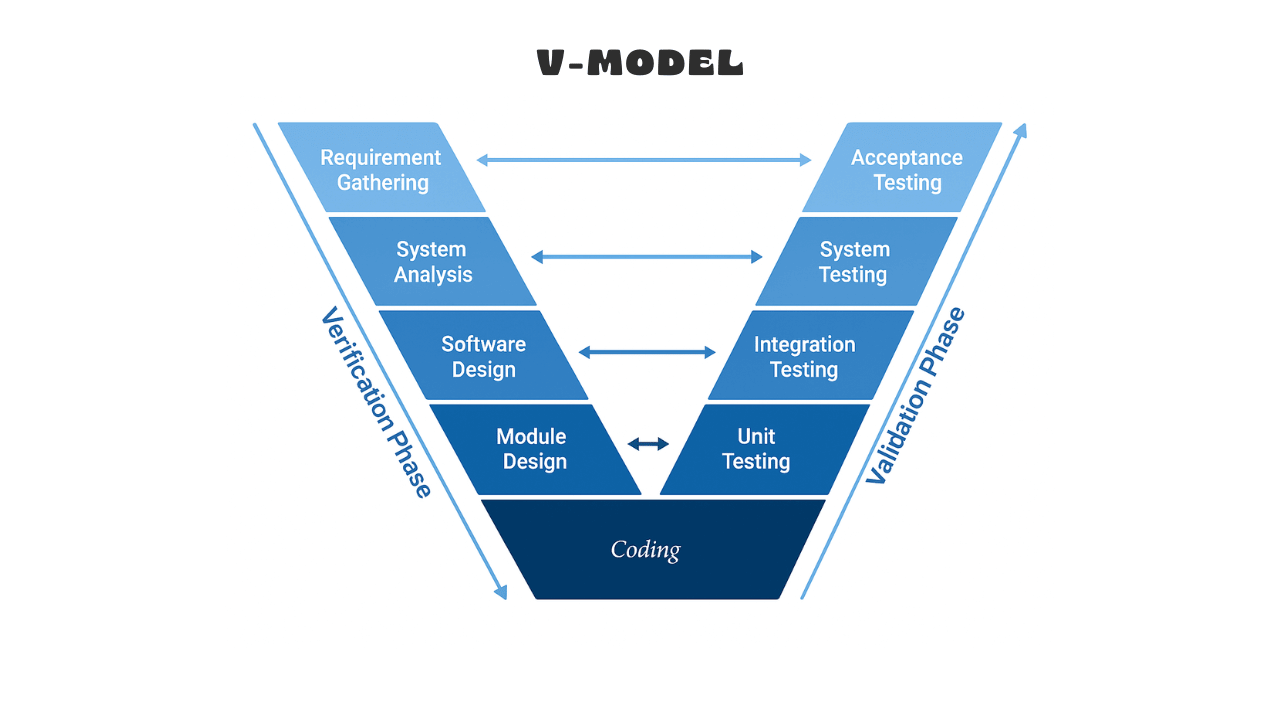 V-MODEL
Requirement
Gathering
Acceptance
Testing
System
Analysis
System
Testing
Software
Design
Integration
Testing
Module
Design
Unit
Testing
Coding
Verification Phase
Validation Phase